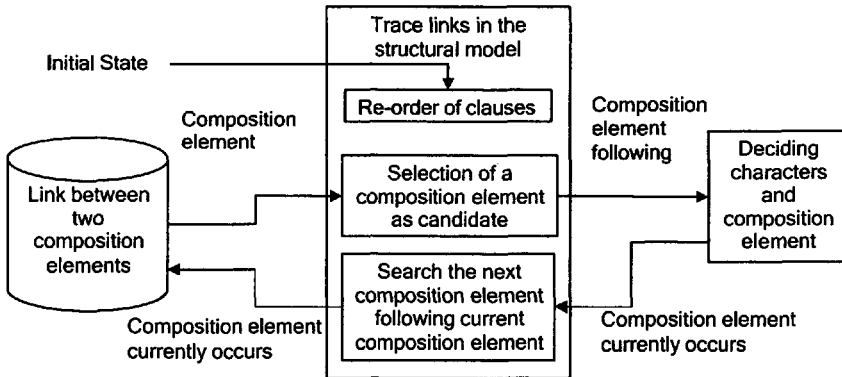 Trace links in the
structural model
Initial State
Re-order of clauses
Composition
element
Composition
element
following
Link between
two
composition
elements
Selection of a
composition element
as candidate
Deciding
characters
and
composition
element
Search the next
composition element
following current
composition element
Composition element
currently occurs
Composition element
currently occurs